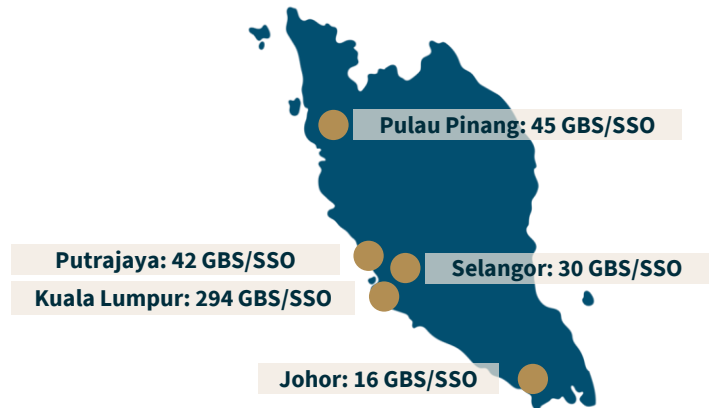 Pulau Pinang: 45 GBS/SSO
Putrajaya: 42 GBS/SSO
Selangor: 30 GBS/SSO
Kuala Lumpur: 294 GBS/SSO
Johor: 16 GBS/SSO